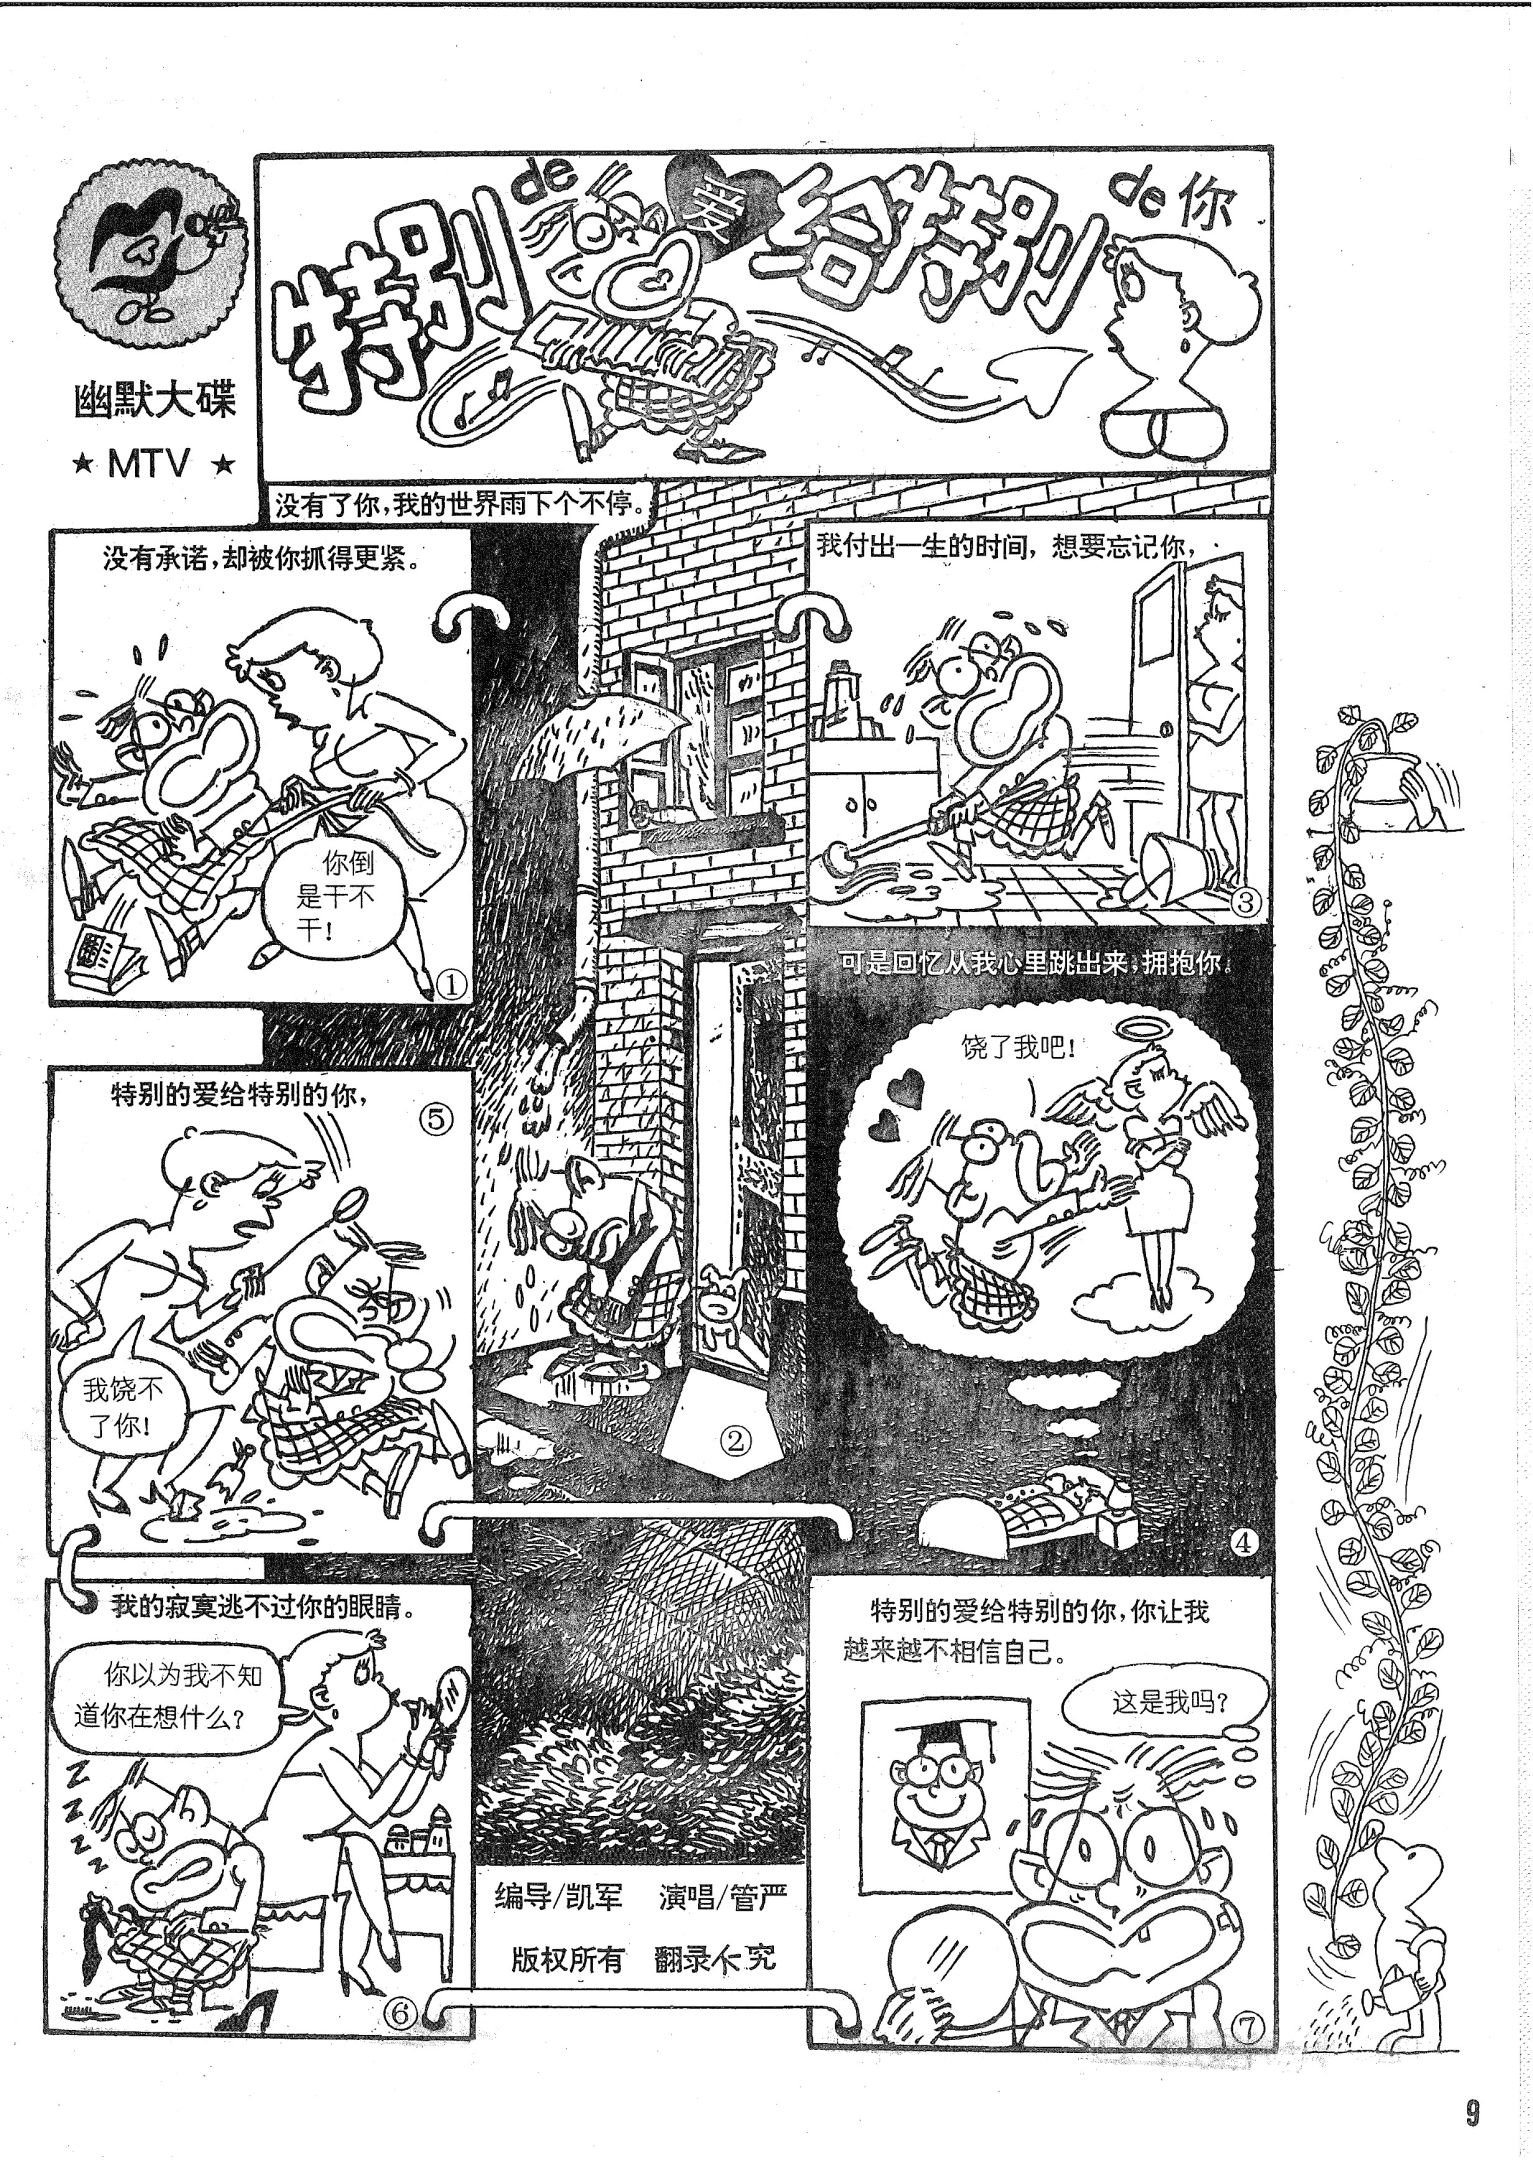 特别de爱给特别de你
幽默大碟
★ MTV ★
没有承诺，却被你抓得更紧。
你倒
是干不
干！
①
没有了你，我的世界雨下个不停。
②
我付出一生的时间，想要忘记你，
③
可是回忆从我心里跳出来，拥抱你。
饶了我吧！
④
特别的爱给特别的你，
⑤
我饶不
了你！
我的寂寞逃不过你的眼睛。
你以为我不知
道你在想什么？
z z z z z
⑥
特别的爱给特别的你，你让我
越来越不相信自己。
这是我吗？
⑦
编导/凯军 演唱/管严
版权所有 翻录不究
9